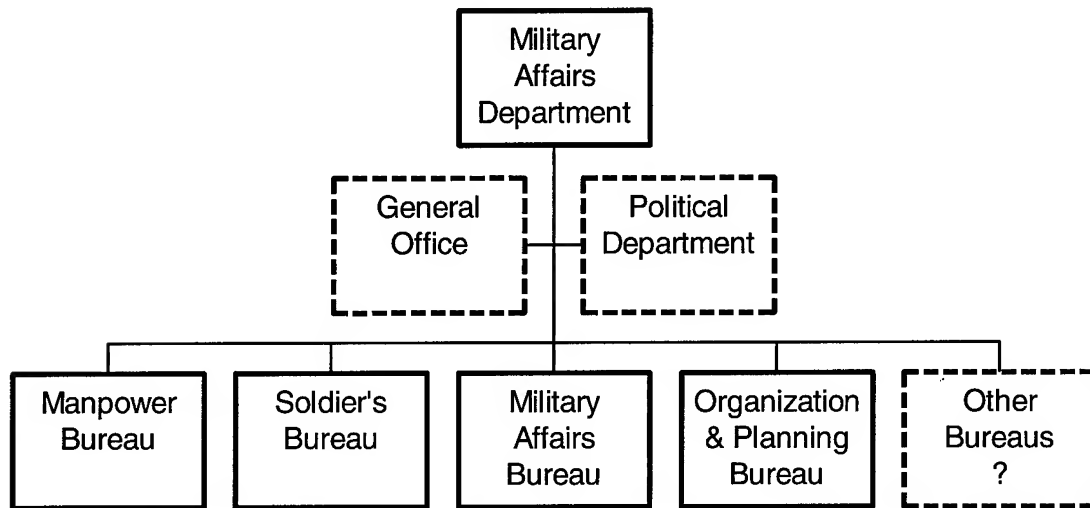 Military
Affairs
Department
General
Office
Political
Department
Manpower
Bureau
Soldier's
Bureau
Military
Affairs
Bureau
Organization
& Planning
Bureau
Other
Bureaus
?